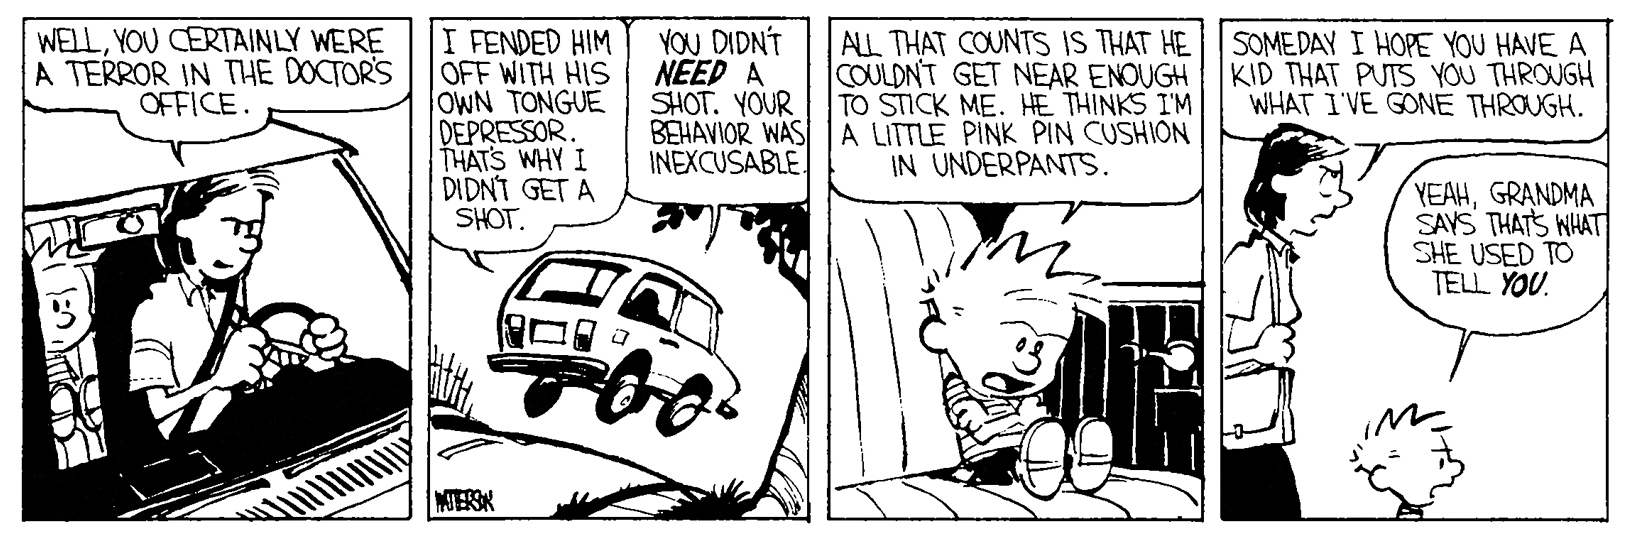 WELL, YOU CERTAINLY WERE
A TERROR IN THE DOCTOR'S
OFFICE.
I FENDED HIM
OFF WITH HIS
OWN TONGUE
DEPRESSOR.
THAT'S WHY I
DIDN'T GET A
SHOT.
YOU DIDN'T
NEED A
SHOT. YOUR
BEHAVIOR WAS
INEXCUSABLE.
WATTERSON
ALL THAT COUNTS IS THAT HE
COULDN'T GET NEAR ENOUGH
TO STICK ME. HE THINKS I'M
A LITTLE PINK PIN CUSHION
IN UNDERPANTS.
SOMEDAY I HOPE YOU HAVE A
KID THAT PUTS YOU THROUGH
WHAT I'VE GONE THROUGH.
YEAH, GRANDMA
SAYS THAT'S WHAT
SHE USED TO
TELL YOU.